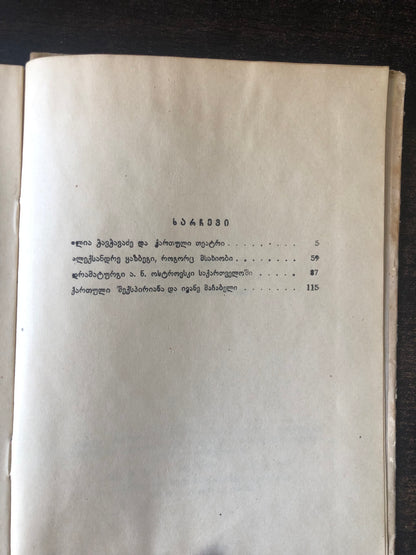 სარჩევი
ილია ჭავჭავაძე და ქართული თეატრი . . . . . . . 5
ალექსანდრე ყაზბეგი, როგორც მსახიობი . . . . . . 59
დრამატურგი ა. ნ. ოსტროვსკი საქართველოში . . . . . 87
ქართული შექსპირიანა და ივანე მაჩაბელი . . . . . . . 115